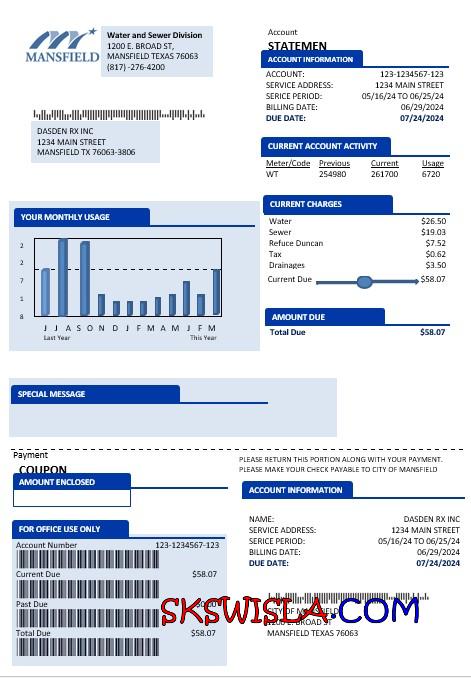 MANSFIELD
Water and Sewer Division
1200 E. BROAD ST,
MANSFIELD TEXAS 76063
(817) -276-4200
DASDEN RX INC
1234 MAIN STREET
MANSFIELD TX 76063-3806
Account
STATEMEN
ACCOUNT INFORMATION
ACCOUNT: 123-1234567-123
SERVICE ADDRESS: 1234 MAIN STREET
SERICE PERIOD: 05/16/24 TO 06/25/24
BILLING DATE: 06/29/2024
DUE DATE: 07/24/2024
CURRENT ACCOUNT ACTIVITY
Meter/Code Previous Current Usage
WT 254980 261700 6720
YOUR MONTHLY USAGE
2
2
7
1
8
J J A S O N D J F M A M J J F M
Last Year This Year
CURRENT CHARGES
Water $26.50
Sewer $19.03
Refuce Duncan $7.52
Tax $0.62
Drainages $3.50
Current Due $58.07
AMOUNT DUE
Total Due $58.07
SPECIAL MESSAGE
Payment
COUPON
AMOUNT ENCLOSED
PLEASE RETURN THIS PORTION ALONG WITH YOUR PAYMENT.
PLEASE MAKE YOUR CHECK PAYABLE TO CITY OF MANSFIELD
ACCOUNT INFORMATION
NAME: DASDEN RX INC
SERVICE ADDRESS: 1234 MAIN STREET
SERICE PERIOD: 05/16/24 TO 06/25/24
BILLING DATE: 06/29/2024
DUE DATE: 07/24/2024
FOR OFFICE USE ONLY
Account Number 123-1234567-123
Current Due $58.07
Past Due $0.00
Total Due $58.07
SKSWISDA.COM
CITY OF MANSFIELD
1200 E. BROAD ST
MANSFIELD TEXAS 76063